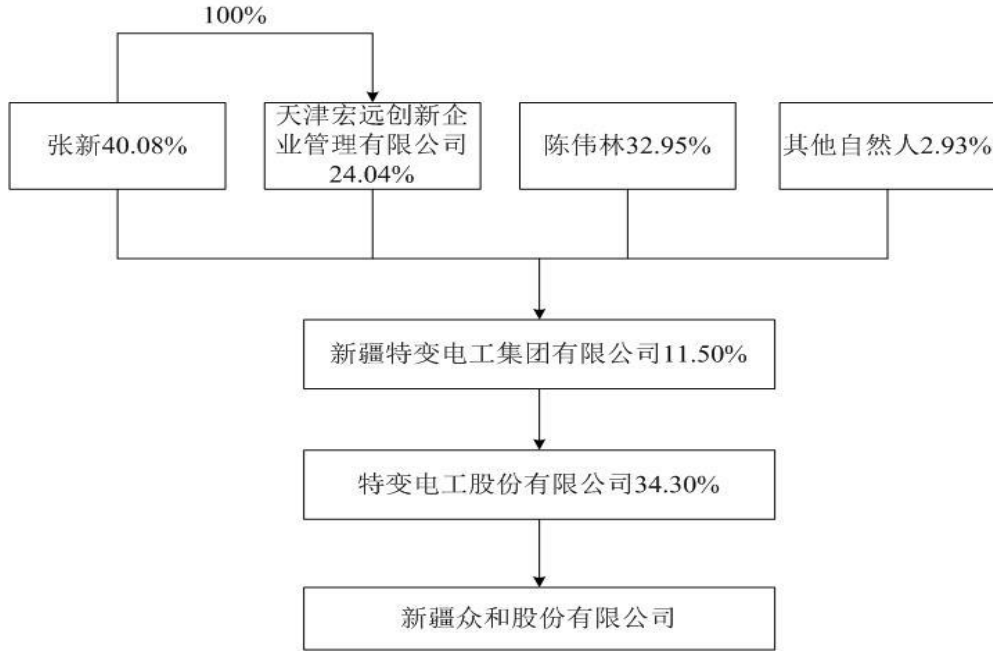 100%
张新40.08%
天津宏远创新企
业管理有限公司
24.04%
陈伟林32.95%
其他自然人2.93%
新疆特变电工集团有限公司11.50%
特变电工股份有限公司34.30%
新疆众和股份有限公司